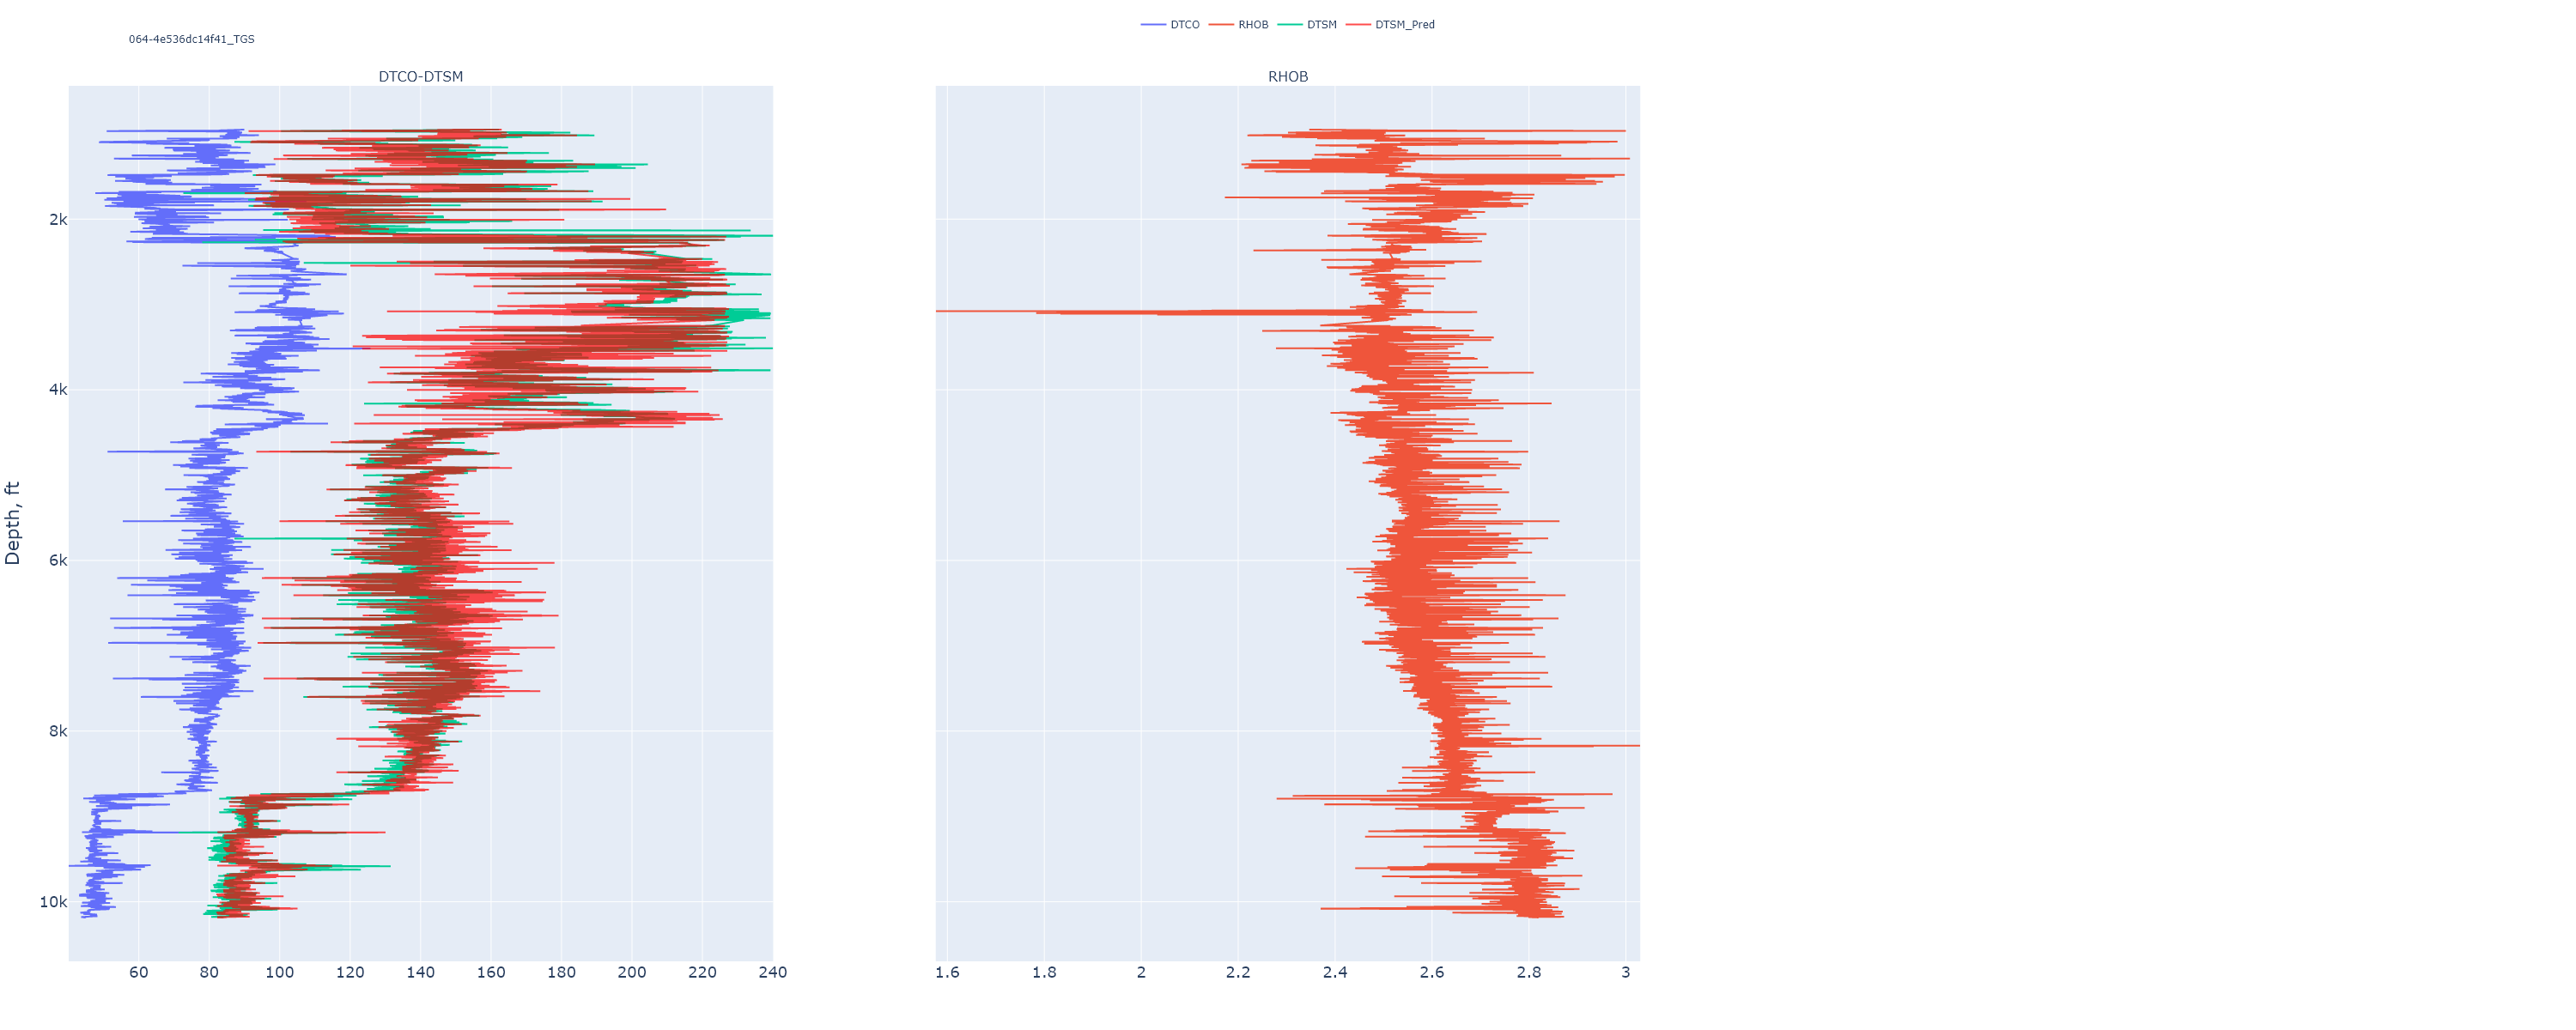 DTCO RHOB DTSM DTSM_Pred
064-4e536dc14f41_TGS
DTCO-DTSM
RHOB
Depth, ft
2k
4k
6k
8k
10k
60 80 100 120 140 160 180 200 220 240
1.6 1.8 2 2.2 2.4 2.6 2.8 3